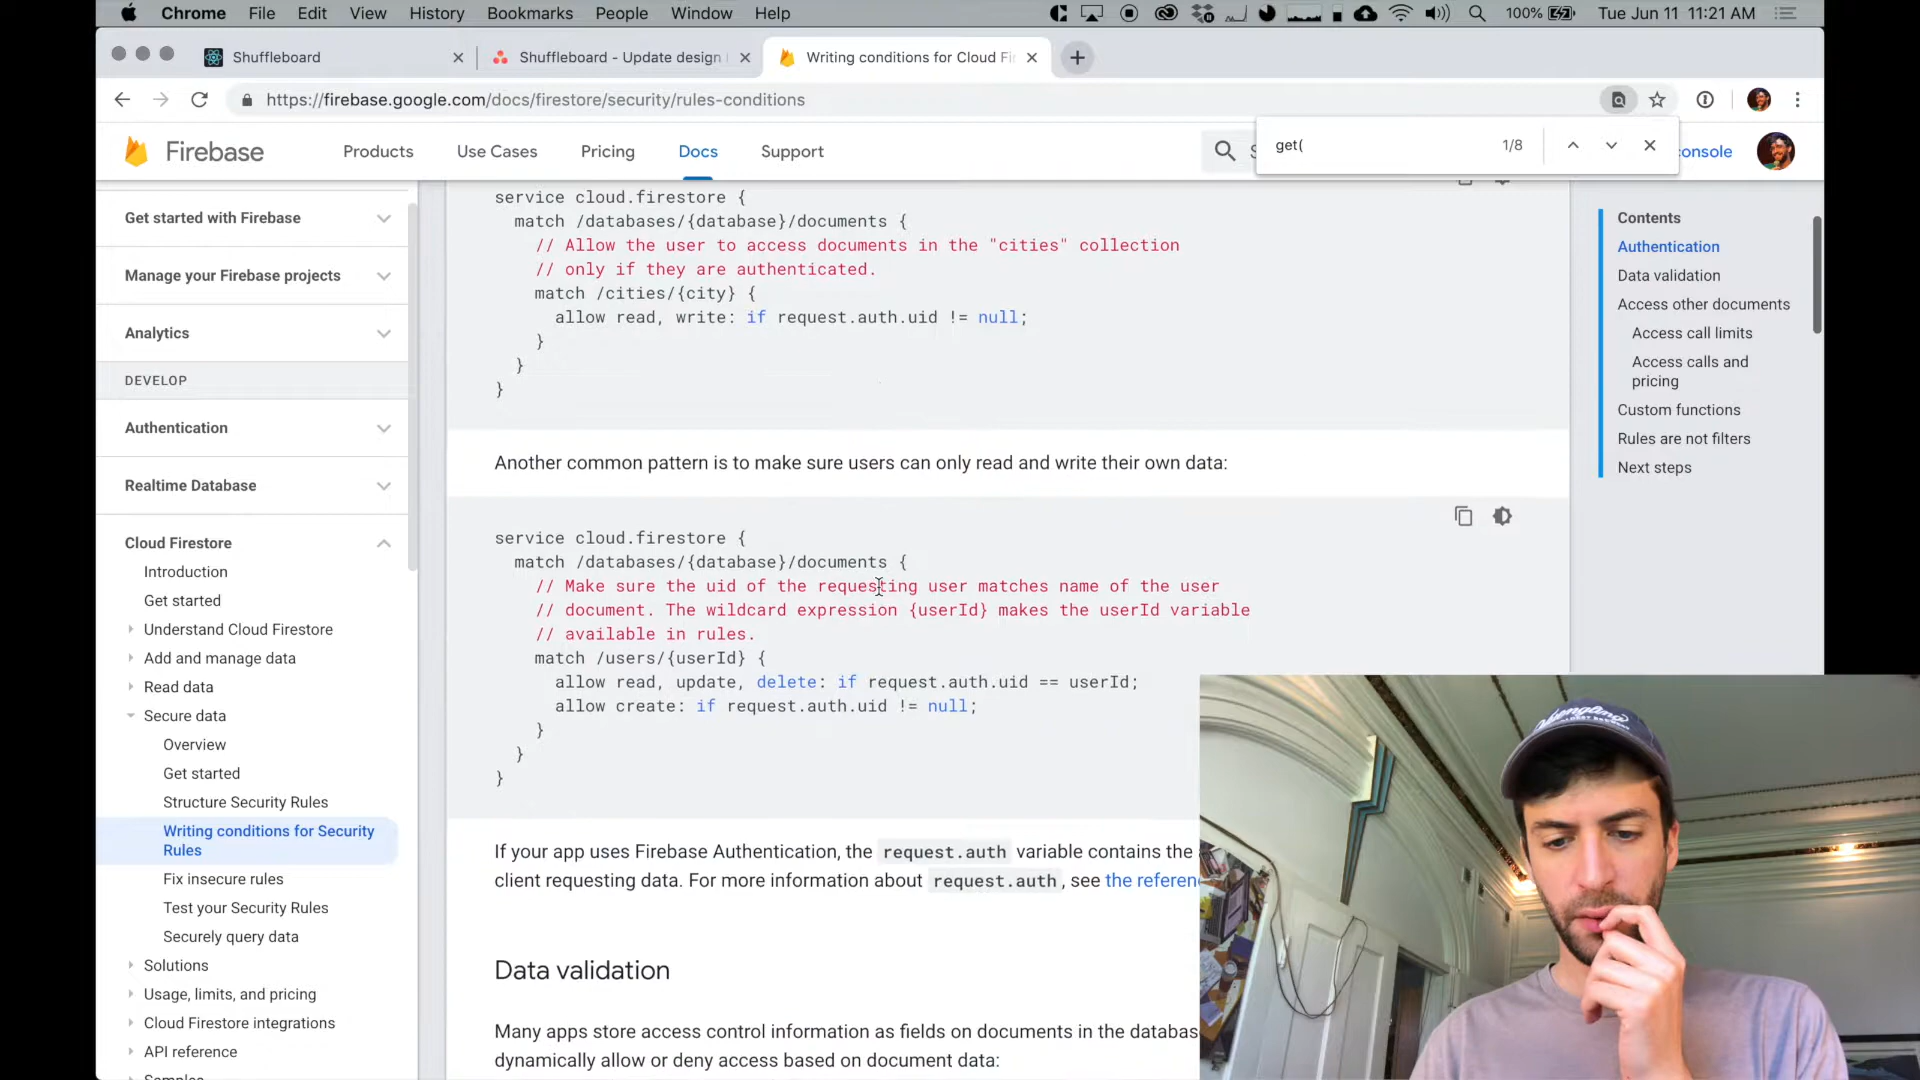 Chrome File Edit View History Bookmarks People Window Help 100% Tue Jun 11 11:21 AM
Shuffleboard
Shuffleboard - Update design
Writing conditions for Cloud Fi
https://firebase.google.com/docs/firestore/security/rules-conditions
Firebase
Products Use Cases Pricing Docs Support
get( 1/8
console
Get started with Firebase
Manage your Firebase projects
Analytics
DEVELOP
Authentication
Realtime Database
Cloud Firestore
Introduction
Get started
Understand Cloud Firestore
Add and manage data
Read data
Secure data
Overview
Get started
Structure Security Rules
Writing conditions for Security
Rules
Fix insecure rules
Test your Security Rules
Securely query data
Solutions
Usage, limits, and pricing
Cloud Firestore integrations
API reference
service cloud.firestore {
match /databases/{database}/documents {
// Allow the user to access documents in the "cities" collection
// only if they are authenticated.
match /cities/{city} {
allow read, write: if request.auth.uid != null;
}
}
}
Another common pattern is to make sure users can only read and write their own data:
service cloud.firestore {
match /databases/{database}/documents {
// Make sure the uid of the requesting user matches name of the user
// document. The wildcard expression {userId} makes the userId variable
// available in rules.
match /users/{userId} {
allow read, update, delete: if request.auth.uid == userId;
allow create: if request.auth.uid != null;
}
}
}
If your app uses Firebase Authentication, the request.auth variable contains the
client requesting data. For more information about request.auth, see the referen
Data validation
Many apps store access control information as fields on documents in the databas
dynamically allow or deny access based on document data:
Contents
Authentication
Data validation
Access other documents
Access call limits
Access calls and
pricing
Custom functions
Rules are not filters
Next steps